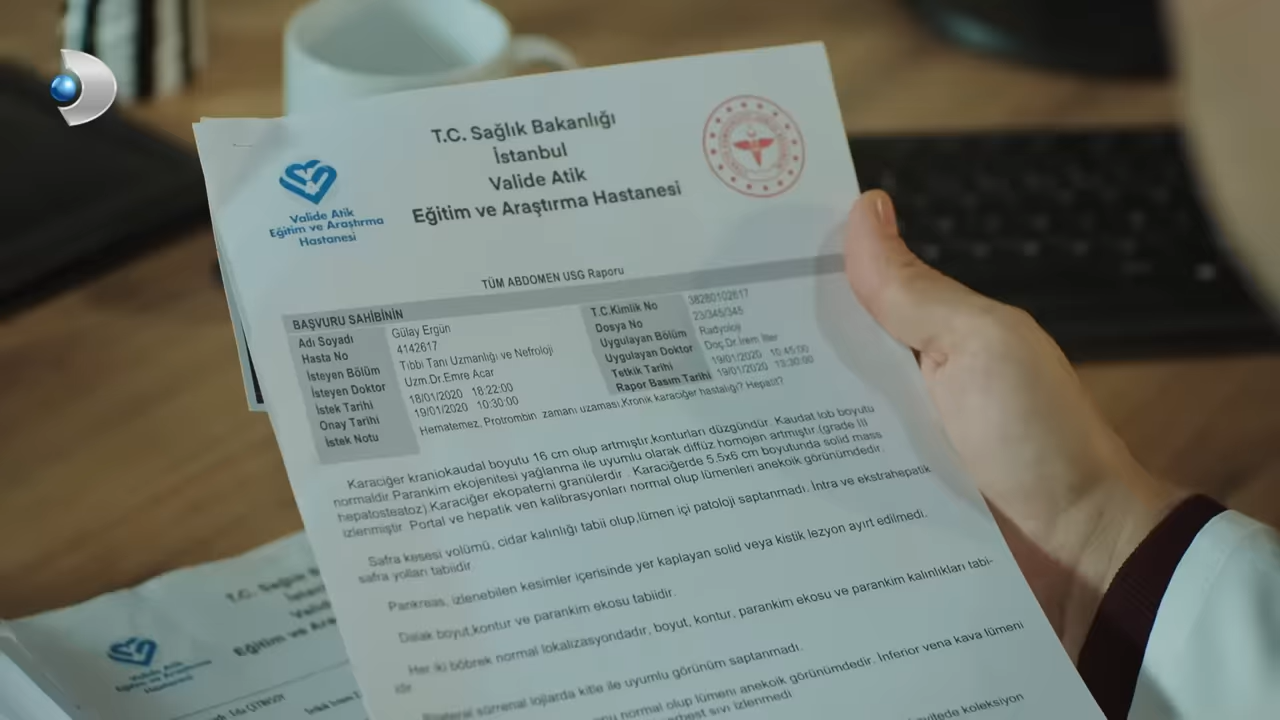 T.C. Sağlık Bakanlığı
İstanbul
Valide Atik
Eğitim ve Araştırma Hastanesi
Valide Atik
Eğitim ve Araştırma
Hastanesi
TÜM ABDOMEN USG Raporu
BAŞVURU SAHİBİNİN
Adı Soyadı Gülay Ergün
Hasta No 4142617
İsteyen Bölüm Tıbbi Tanı Uzmanlığı ve Nefroloji
İsteyen Doktor Uzm.Dr.Emre Acar
İstek Tarihi 18/01/2020 18:22:00
Onay Tarihi 19/01/2020 10:30:00
İstek Notu Hematemez, Protrombin zamanı uzaması,Kronik karaciğer hastalığı? Hepatit?
T.C.Kimlik No 38280102617
Dosya No 23/345/345
Uygulayan Bölüm Radyoloji
Uygulayan Doktor Doç.Dr.İrem İlter
Tetkik Tarihi 19/01/2020 10:45:00
Rapor Basım Tarihi 19/01/2020 13:30:00
Karaciğer kraniokaudal boyutu 16 cm olup artmıştır,konturları düzgündür. Kaudat lob boyutu
normaldir.Parankim ekojenitesi yağlanma ile uyumlu olarak diffüz homojen artmıştır.(grade III
hepatosteatoz).Karaciğer ekopaterni granülerdir . Karaciğerde 5.5x6 cm boyutunda solid mass
izlenmiştir. Portal ve hepatik ven kalibrasyonları normal olup lümenleri anekoik görünümdedir.
Safra kesesi volümü, cidar kalınlığı tabii olup,lümen içi patoloji saptanmadı. İntra ve ekstrahepatik
safra yolları tabiidir.
Pankreas, izlenebilen kesimler içerisinde yer kaplayan solid veya kistik lezyon ayırt edilmedi.
Dalak boyut,kontur ve parankim ekosu tabiidir.
Her iki böbrek normal lokalizasyondadır, boyut, kontur, parankim ekosu ve parankim kalınlıkları tabi-
idir
Bilateral sürrenal lojlarda kitle ile uyumlu görünüm saptanmadı.
normal olup lümeni anekoik görünümdedir. İnferior vena kava lümeni
serbest sıvı izlenmedi
koleksiyon
Valide Atik
Eğitim ve Araştırma
Hastanesi